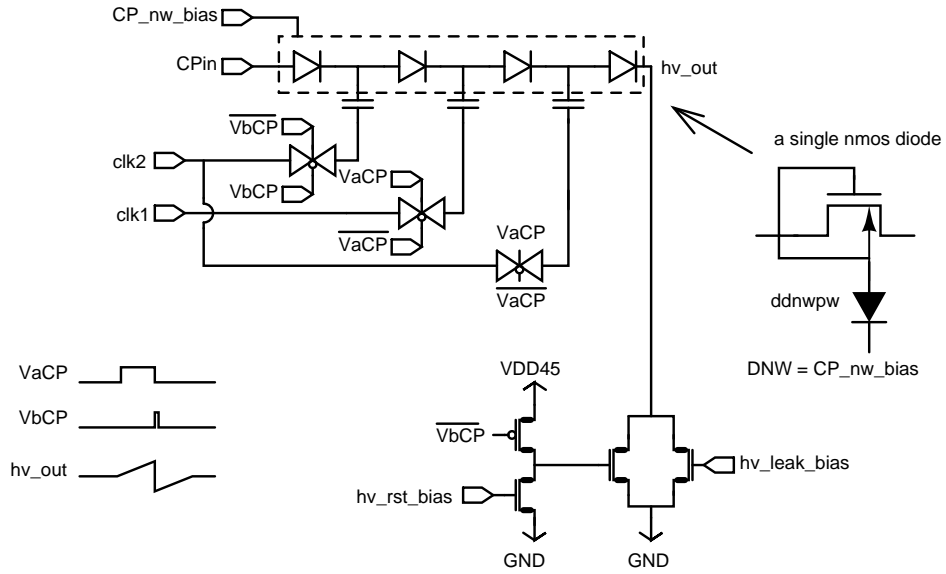 CP_nw_bias
CPin
hv_out
VbCP
clk2
VbCP
VaCP
clk1
VaCP
VaCP
VaCP
a single nmos diode
ddnwpw
DNW = CP_nw_bias
VaCP
VbCP
hv_out
VDD45
VbCP
hv_leak_bias
hv_rst_bias
GND
GND